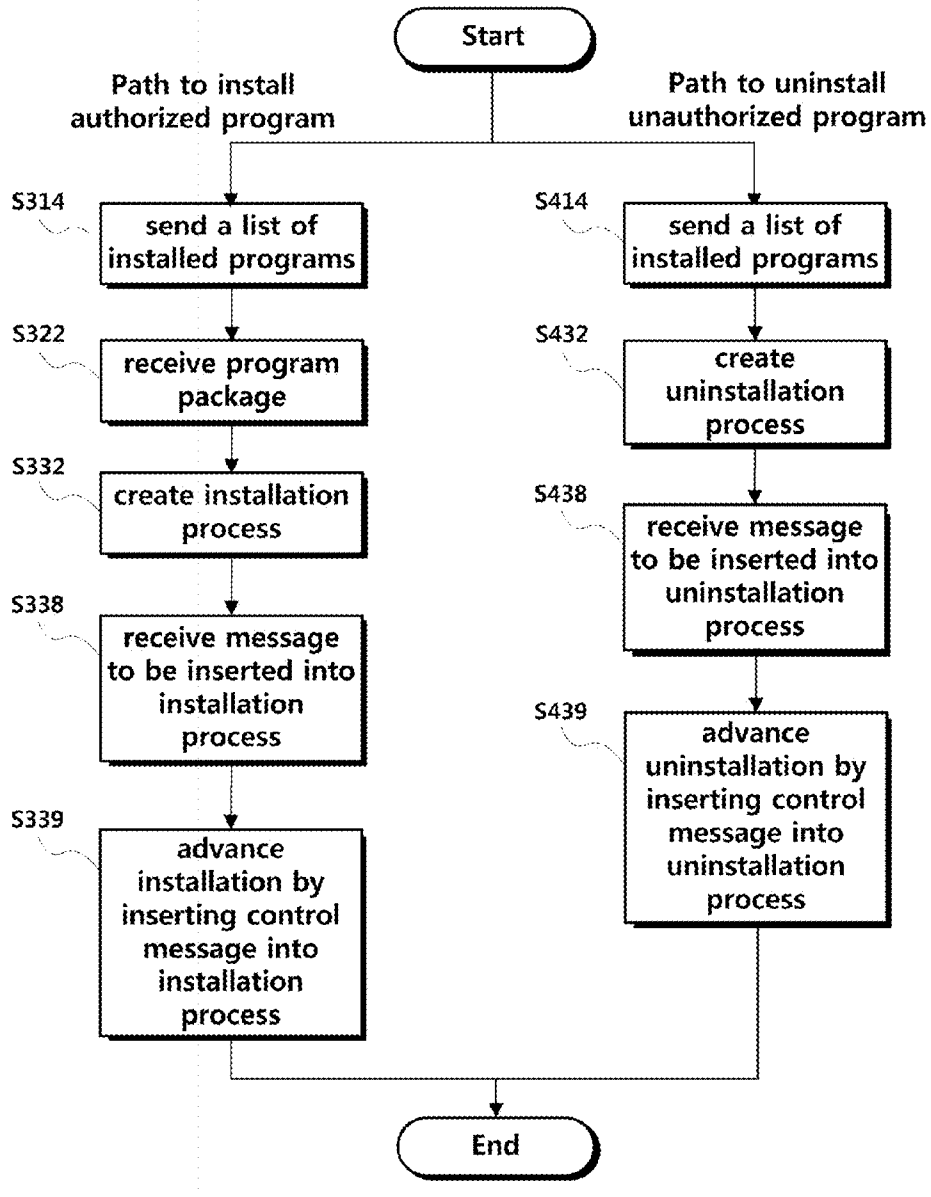 Start
Path to install
authorized program
S314
send a list of
installed programs
S322
receive program
package
S332
create installation
process
S338
receive message
to be inserted into
installation
process
S339
advance
installation by
inserting control
message into
installation
process
Path to uninstall
unauthorized program
S414
send a list of
installed programs
S432
create
uninstallation
process
S438
receive message
to be inserted into
uninstallation
process
S439
advance
uninstallation by
inserting control
message into
uninstallation
process
End